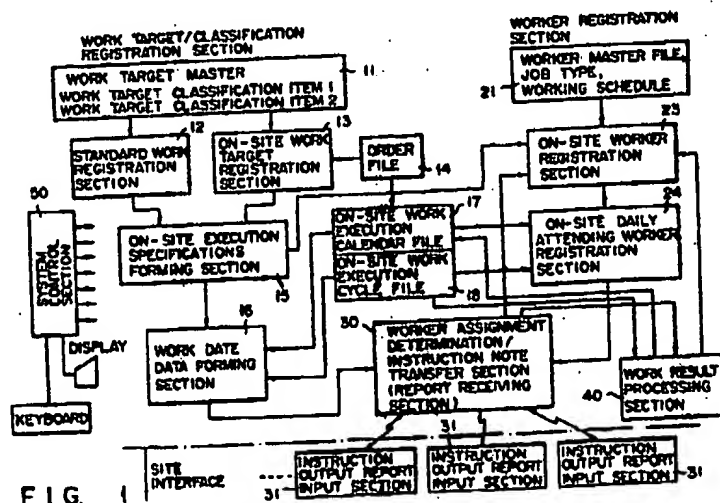 WORK TARGET/CLASSIFICATION
REGISTRATION SECTION
WORK TARGET MASTER
WORK TARGET CLASSIFICATION ITEM 1
WORK TARGET CLASSIFICATION ITEM 2
11
WORKER REGISTRATION
SECTION
WORKER MASTER FILE,
JOB TYPE,
WORKING SCHEDULE
21
12
STANDARD WORK
REGISTRATION
SECTION
13
ON-SITE WORK
TARGET
REGISTRATION
SECTION
ORDER
FILE
14
23
ON-SITE WORKER
REGISTRATION
SECTION
50
SYSTEM
CONTROL
SECTION
ON-SITE EXECUTION
SPECIFICATIONS
FORMING SECTION
15
17
ON-SITE WORK
EXECUTION
CALENDAR FILE
ON-SITE WORK
EXECUTION
CYCLE FILE
18
24
ON-SITE DAILY
ATTENDING WORKER
REGISTRATION
SECTION
16
WORK DATE
DATA FORMING
SECTION
DISPLAY
KEYBOARD
30
WORKER ASSIGNMENT
DETERMINATION/
INSTRUCTION NOTE
TRANSFER SECTION
(REPORT RECEIVING
SECTION)
40
WORK RESULT
PROCESSING
SECTION
FIG. 1
SITE
INTERFACE
INSTRUCTION
OUTPUT REPORT
INPUT SECTION
31
31
INSTRUCTION
OUTPUT REPORT
INPUT SECTION
INSTRUCTION
OUTPUT REPORT
INPUT SECTION
31